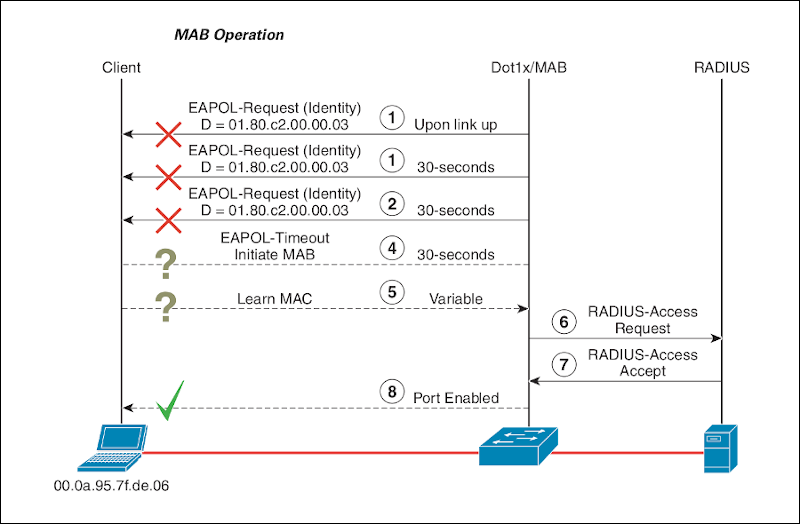 MAB Operation
Client
Dot1x/MAB
RADIUS
EAPOL-Request (Identity)
D = 01.80.c2.00.00.03
1
Upon link up
EAPOL-Request (Identity)
D = 01.80.c2.00.00.03
1
30-seconds
EAPOL-Request (Identity)
D = 01.80.c2.00.00.03
2
30-seconds
?
EAPOL-Timeout
Initiate MAB
4
30-seconds
?
Learn MAC
5
Variable
6
RADIUS-Access
Request
7
RADIUS-Access
Accept
8
Port Enabled
00.0a.95.7f.de.06